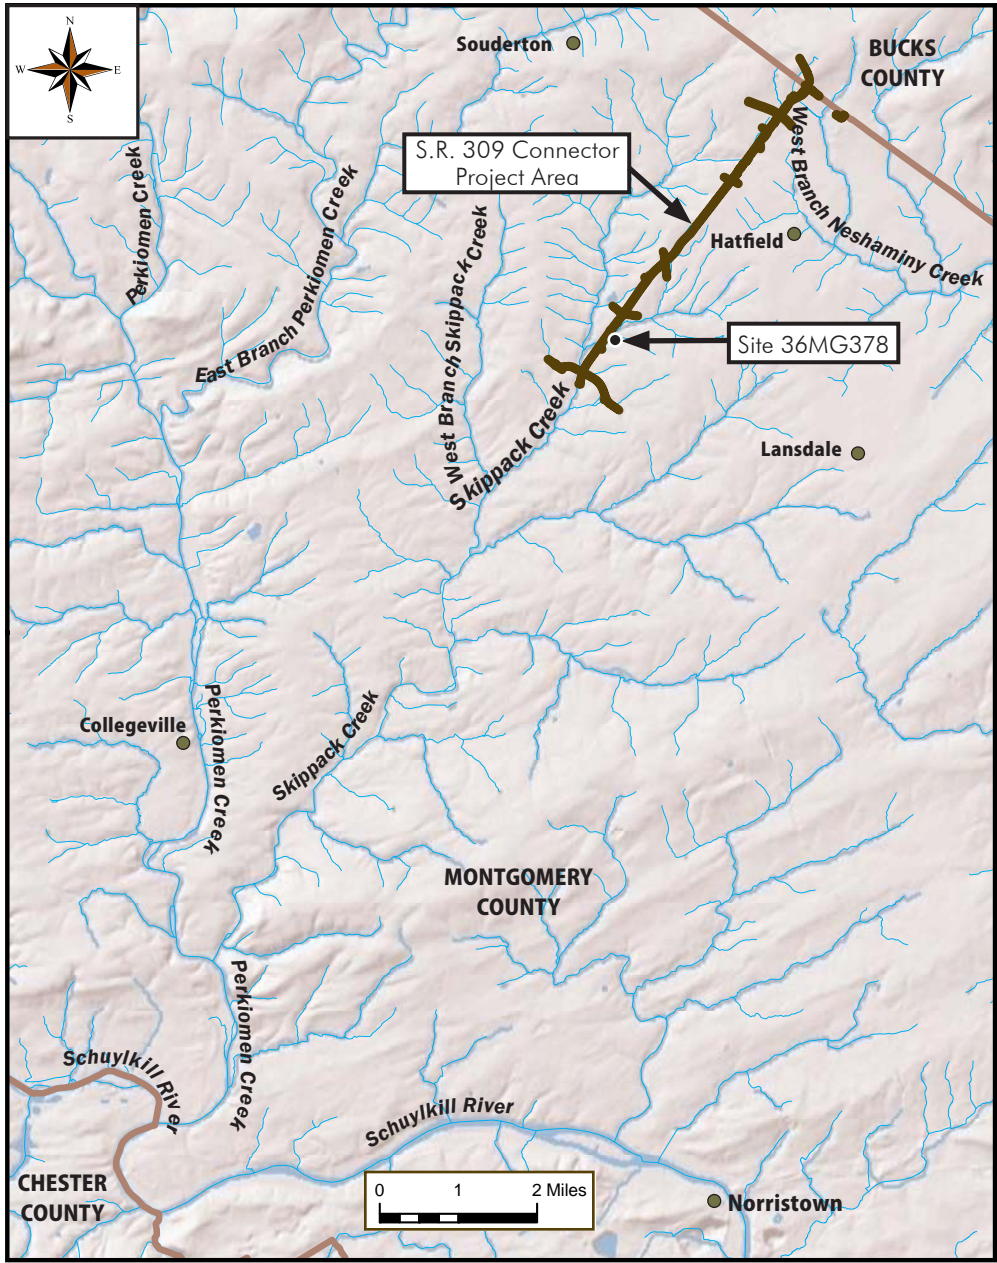 N
W
E
S
Souderton
BUCKS
COUNTY
S.R. 309 Connector
Project Area
Perkiomen Creek
East Branch Perkiomen Creek
West Branch Skippack Creek
West Branch Neshaminy Creek
Hatfield
Site 36MG378
Skippack Creek
Lansdale
Perkiomen Creek
Collegeville
Skippack Creek
MONTGOMERY
COUNTY
Perkiomen Creek
Schuylkill River
Schuylkill River
CHESTER
COUNTY
0 1 2 Miles
Norristown